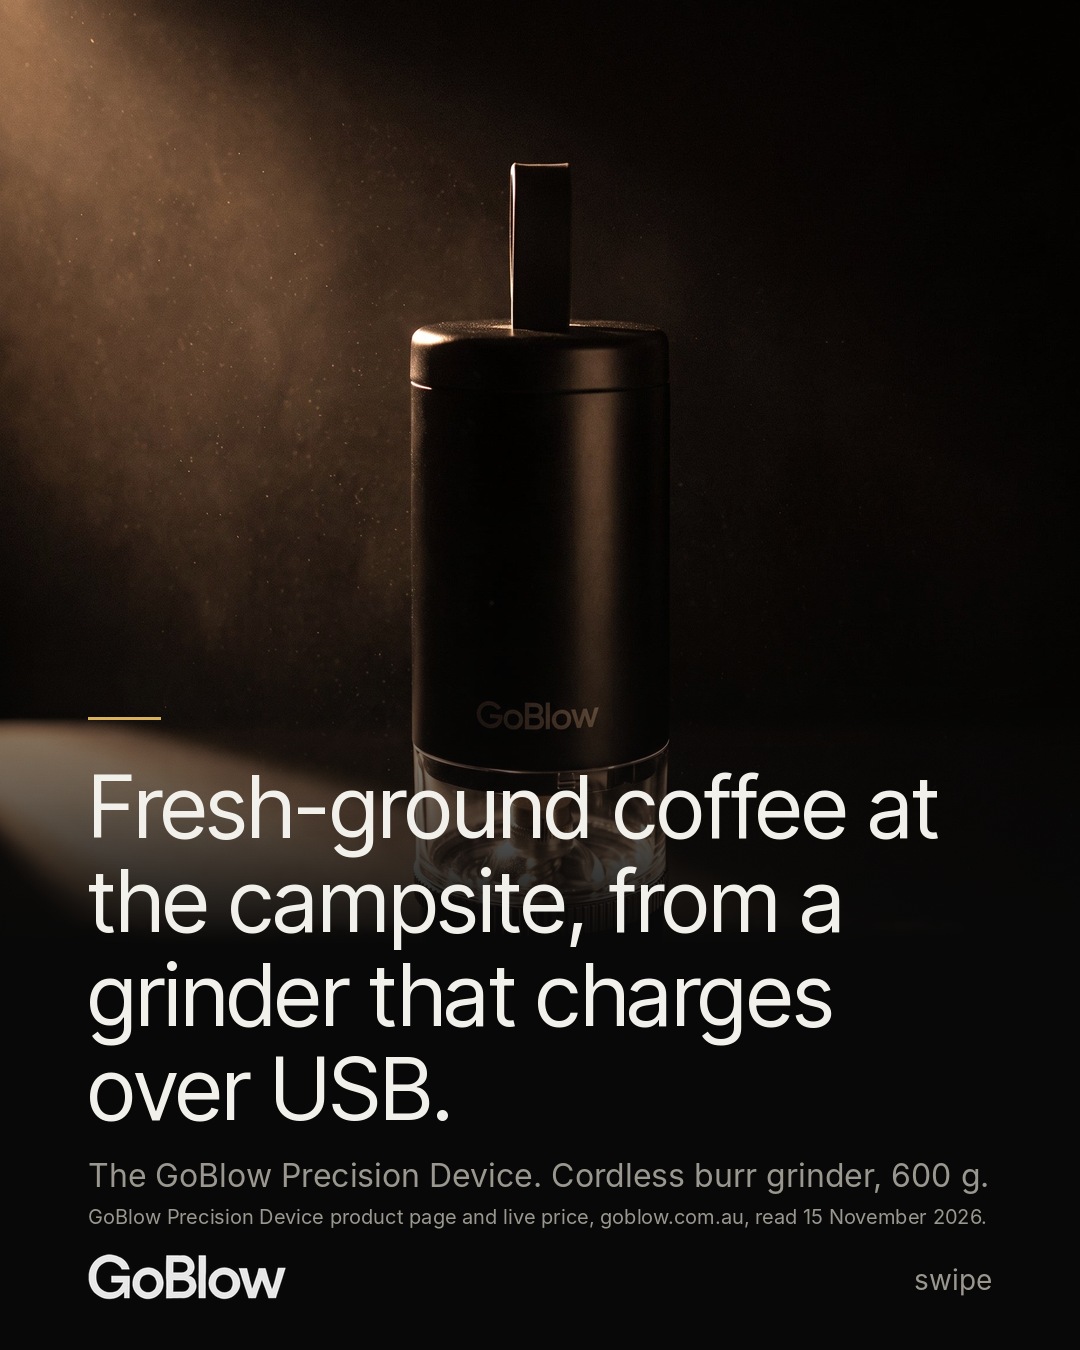 GoBlow
Fresh-ground coffee at
the campsite, from a
grinder that charges
over USB.
The GoBlow Precision Device. Cordless burr grinder, 600 g.
GoBlow Precision Device product page and live price, goblow.com.au, read 15 November 2026.
GoBlow
swipe